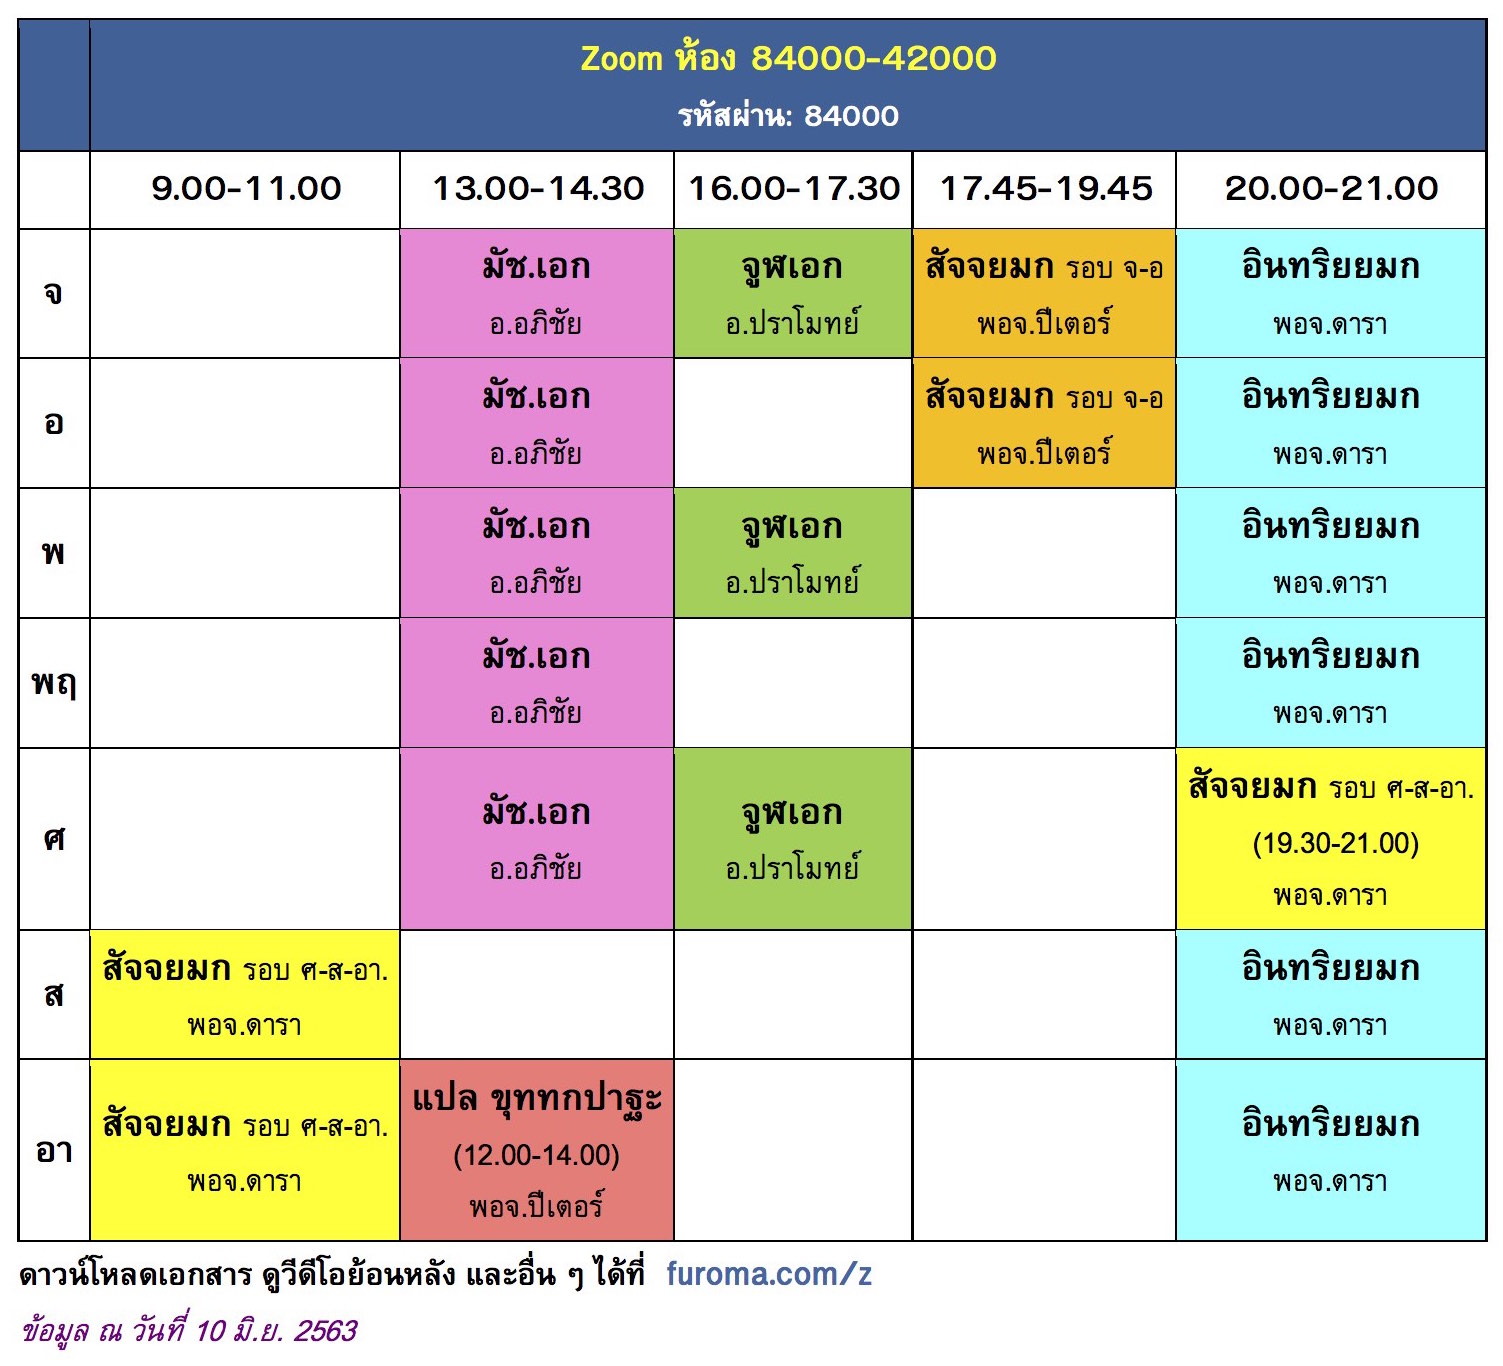 Zoom ห้อง 84000-42000
รหัสผ่าน: 84000
9.00-11.00 13.00-14.30 16.00-17.30 17.45-19.45 20.00-21.00
จ
มัช.เอก
อ.อภิชัย
จูฬเอก
อ.ปราโมทย์
สัจจยมก รอบ จ-อ
พอจ.ปีเตอร์
อินทริยยมก
พอจ.ดารา
อ
มัช.เอก
อ.อภิชัย
สัจจยมก รอบ จ-อ
พอจ.ปีเตอร์
อินทริยยมก
พอจ.ดารา
พ
มัช.เอก
อ.อภิชัย
จูฬเอก
อ.ปราโมทย์
อินทริยยมก
พอจ.ดารา
พฤ
มัช.เอก
อ.อภิชัย
อินทริยยมก
พอจ.ดารา
ศ
มัช.เอก
อ.อภิชัย
จูฬเอก
อ.ปราโมทย์
สัจจยมก รอบ ศ-ส-อา.
(19.30-21.00)
พอจ.ดารา
ส
สัจจยมก รอบ ศ-ส-อา.
พอจ.ดารา
อินทริยยมก
พอจ.ดารา
อา
สัจจยมก รอบ ศ-ส-อา.
พอจ.ดารา
แปล ขุททกปาฐะ
(12.00-14.00)
พอจ.ปีเตอร์
อินทริยยมก
พอจ.ดารา
ดาวน์โหลดเอกสาร ดูวีดีโอย้อนหลัง และอื่น ๆ ได้ที่ furoma.com/z
ข้อมูล ณ วันที่ 10 มิ.ย. 2563